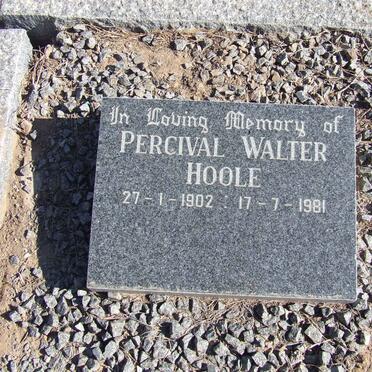 In Loving Memory of
PERCIVAL WALTER
HOOLE
27-1-1902 : 17-7-1981